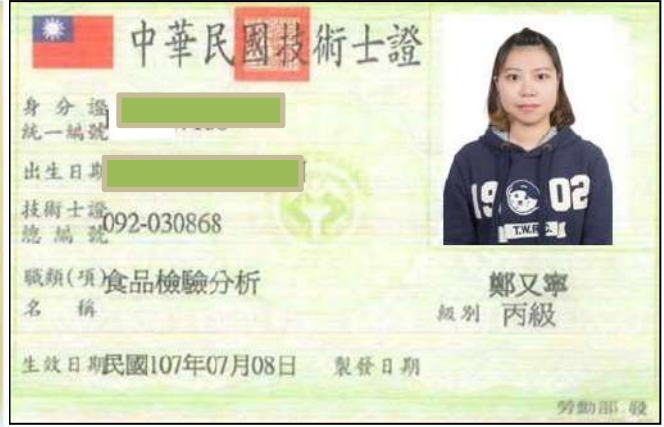 中華民國技術士證
身分證
統一編號
出生日期
技術士證 092-030868
總編號
職類(項) 食品檢驗分析
名稱
鄭又寧
級別 丙級
生效日期 民國107年07月08日 製發日期
勞動部 發
19 02
T.W.R.C.